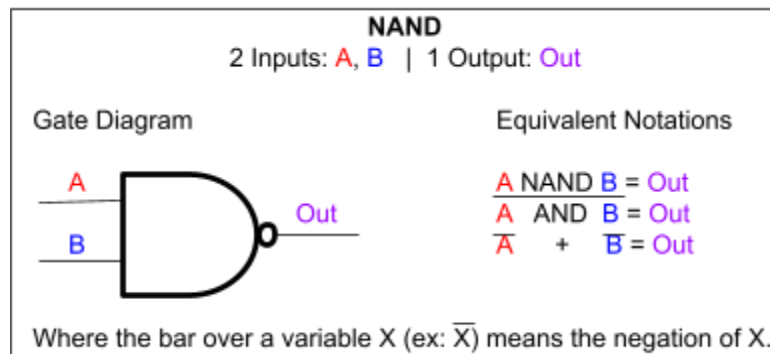 NAND
2 Inputs: A, B | 1 Output: Out
Gate Diagram
Equivalent Notations
A
B
Out
A NAND B = Out
A̅ ̅A̅N̅D̅ ̅B̅ = Out
A̅ + B̅ = Out
Where the bar over a variable X (ex: X̅) means the negation of X.